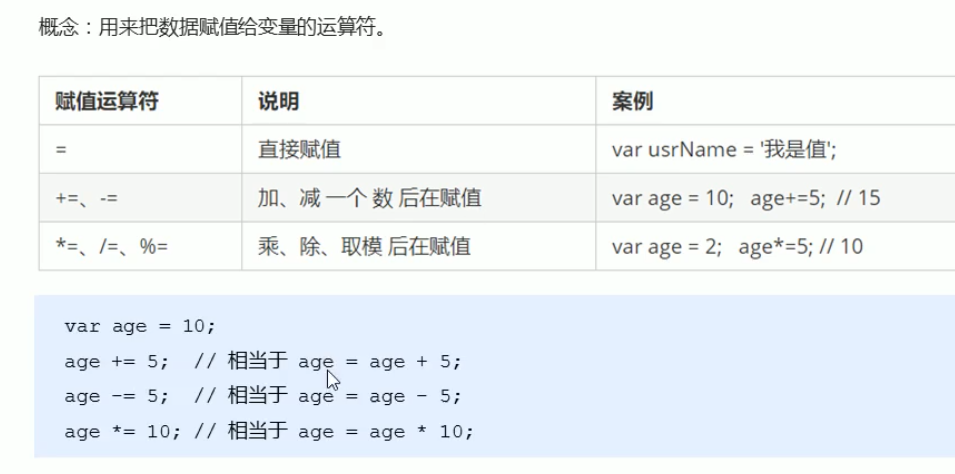 概念：用来把数据赋值给变量的运算符。
赋值运算符 说明 案例
= 直接赋值 var usrName = '我是值';
+=、-= 加、减 一个 数 后在赋值 var age = 10; age+=5; // 15
*=、/=、%= 乘、除、取模 后在赋值 var age = 2; age*=5; // 10
var age = 10;
age += 5; // 相当于 age = age + 5;
age -= 5; // 相当于 age = age - 5;
age *= 10; // 相当于 age = age * 10;